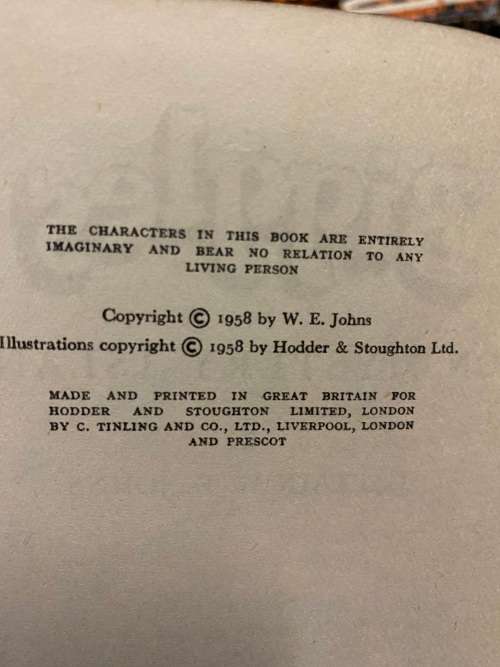 THE CHARACTERS IN THIS BOOK ARE ENTIRELY
IMAGINARY AND BEAR NO RELATION TO ANY
LIVING PERSON
Copyright © 1958 by W. E. Johns
Illustrations copyright © 1958 by Hodder & Stoughton Ltd.
MADE AND PRINTED IN GREAT BRITAIN FOR
HODDER AND STOUGHTON LIMITED, LONDON
BY C. TINLING AND CO., LTD., LIVERPOOL, LONDON
AND PRESCOT